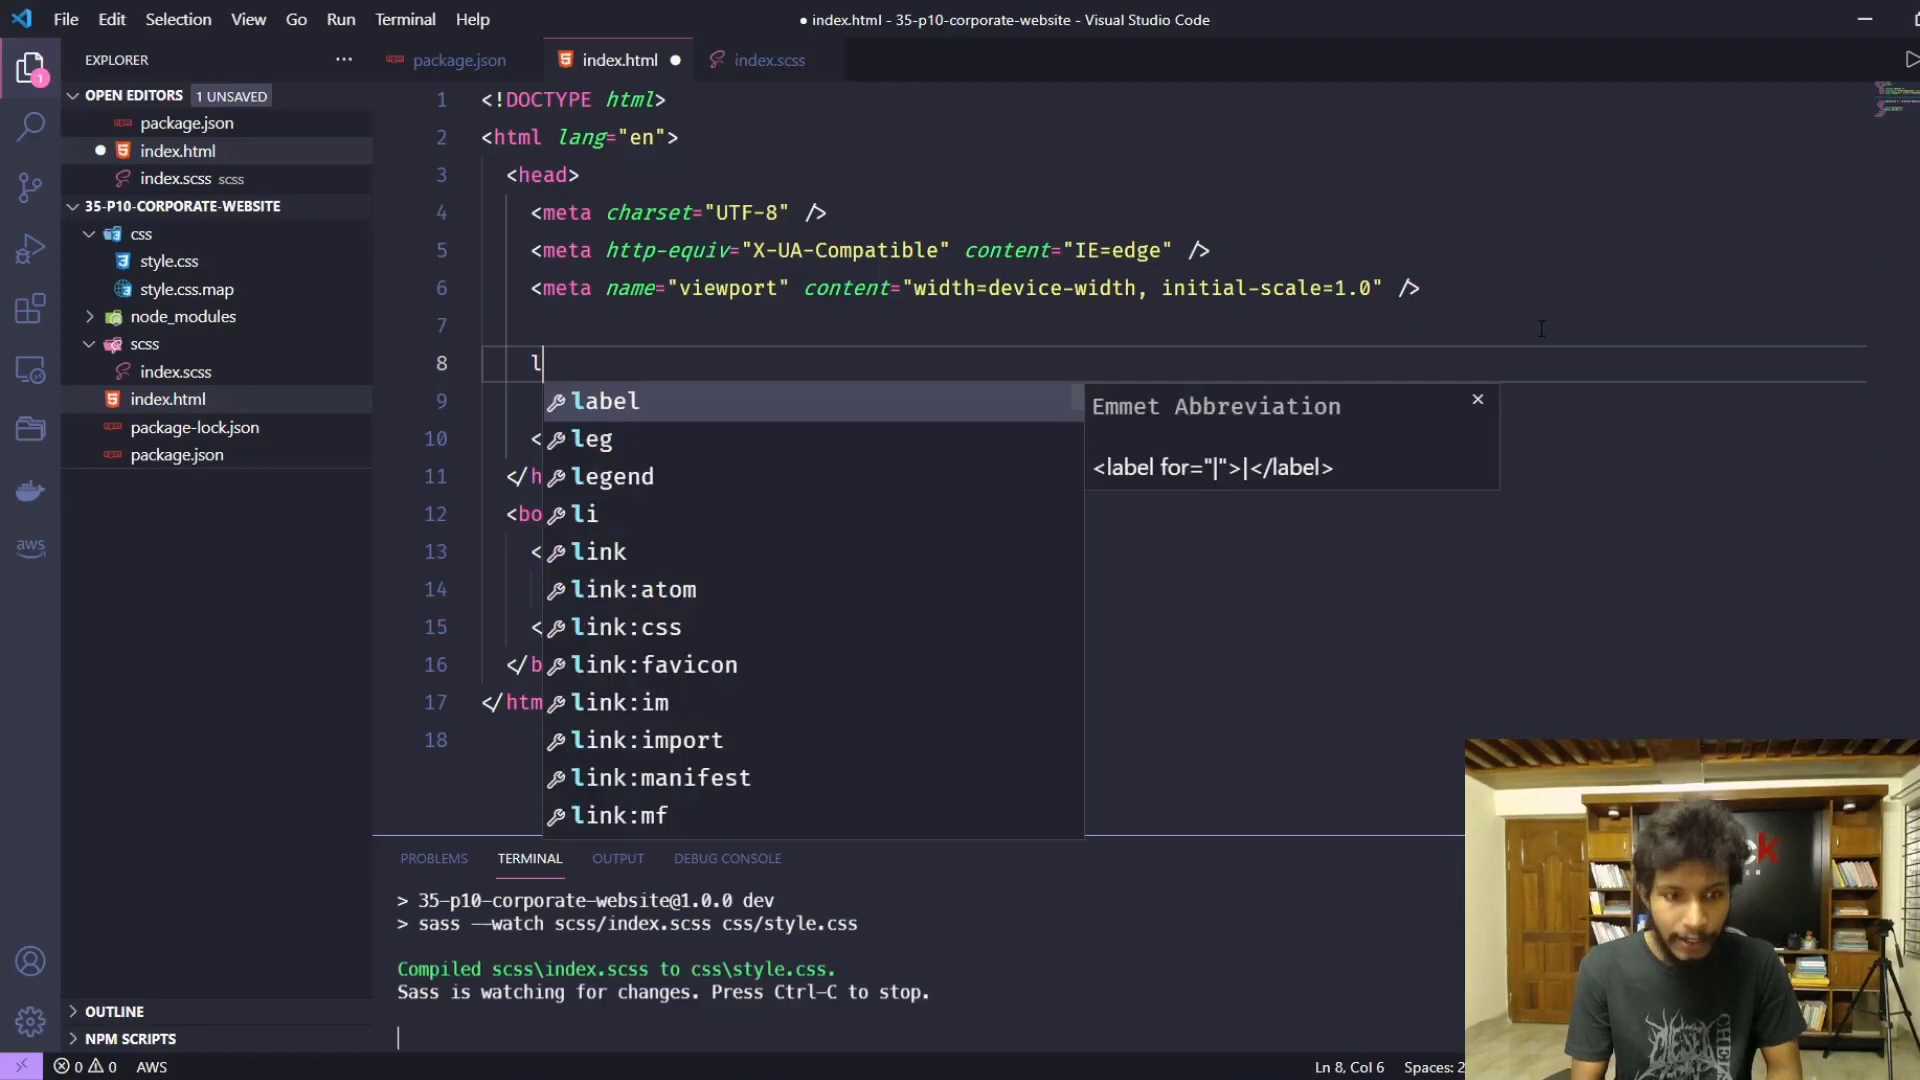 File Edit Selection View Go Run Terminal Help
● index.html - 35-p10-corporate-website - Visual Studio Code
EXPLORER
package.json index.html index.scss
OPEN EDITORS 1 UNSAVED
package.json
index.html
index.scss scss
35-P10-CORPORATE-WEBSITE
css
style.css
style.css.map
node_modules
scss
index.scss
index.html
package-lock.json
package.json
OUTLINE
NPM SCRIPTS
1
aws
1 <!DOCTYPE html>
2 <html lang="en">
3 <head>
4 <meta charset="UTF-8" />
5 <meta http-equiv="X-UA-Compatible" content="IE=edge" />
6 <meta name="viewport" content="width=device-width, initial-scale=1.0" />
7
8 l
9
10 <
11 </h
12 <bo
13 <
14
15 <
16 </b
17 </htm
18
label
leg
legend
li
link
link:atom
link:css
link:favicon
link:im
link:import
link:manifest
link:mf
Emmet Abbreviation
<label for="|">|</label>
PROBLEMS TERMINAL OUTPUT DEBUG CONSOLE
> 35-p10-corporate-website@1.0.0 dev
> sass --watch scss/index.scss css/style.css
Compiled scss\index.scss to css\style.css.
Sass is watching for changes. Press Ctrl-C to stop.
0 0 AWS
Ln 8, Col 6 Spaces: 2